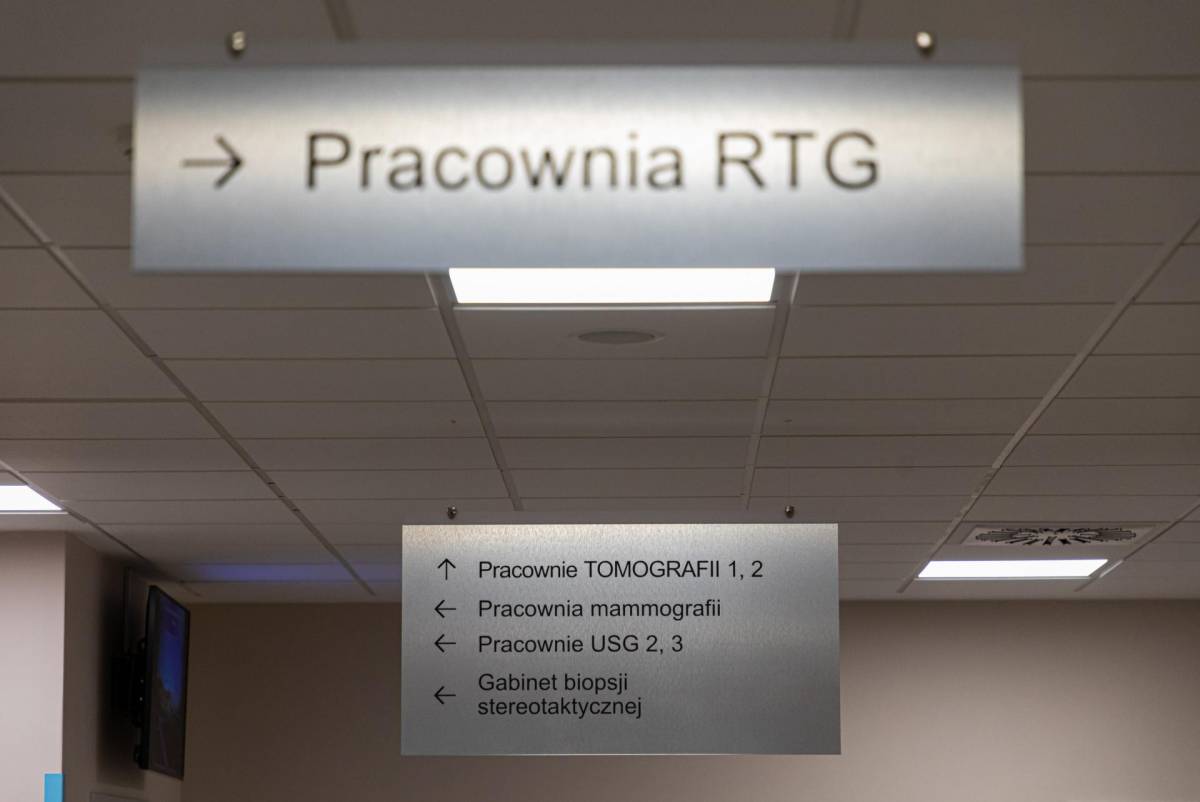 → Pracownia RTG
↑ Pracownie TOMOGRAFII 1, 2
← Pracownia mammografii
← Pracownie USG 2, 3
← Gabinet biopsji
stereotaktycznej